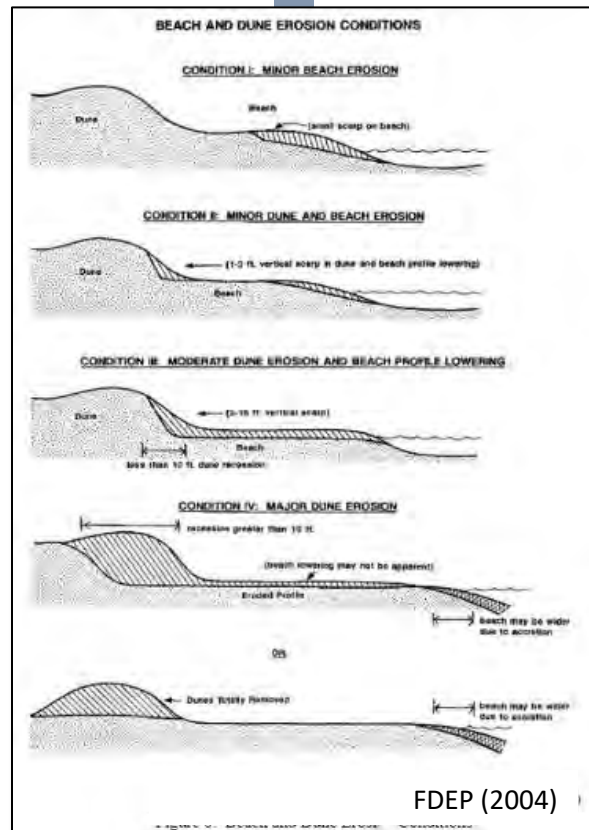 BEACH AND DUNE EROSION CONDITIONS
CONDITION I: MINOR BEACH EROSION
Beach
(small scarp on beach)
Dune
CONDITION II: MINOR DUNE AND BEACH EROSION
vertical scarp in dune and beach profile lowering)
Dune
Beach
CONDITION III: MODERATE DUNE EROSION AND BEACH PROFILE LOWERING
ft. vertical scarp)
Dune
Beach
less than 10 ft. dune recession
CONDITION IV: MAJOR DUNE EROSION
recession greater than 10 ft.
(beach lowering may not be apparent)
Eroded Profile
beach may be wider
due to accretion
OR
Dunes Totally Removed
beach may be wider
due to accretion
FDEP (2004)